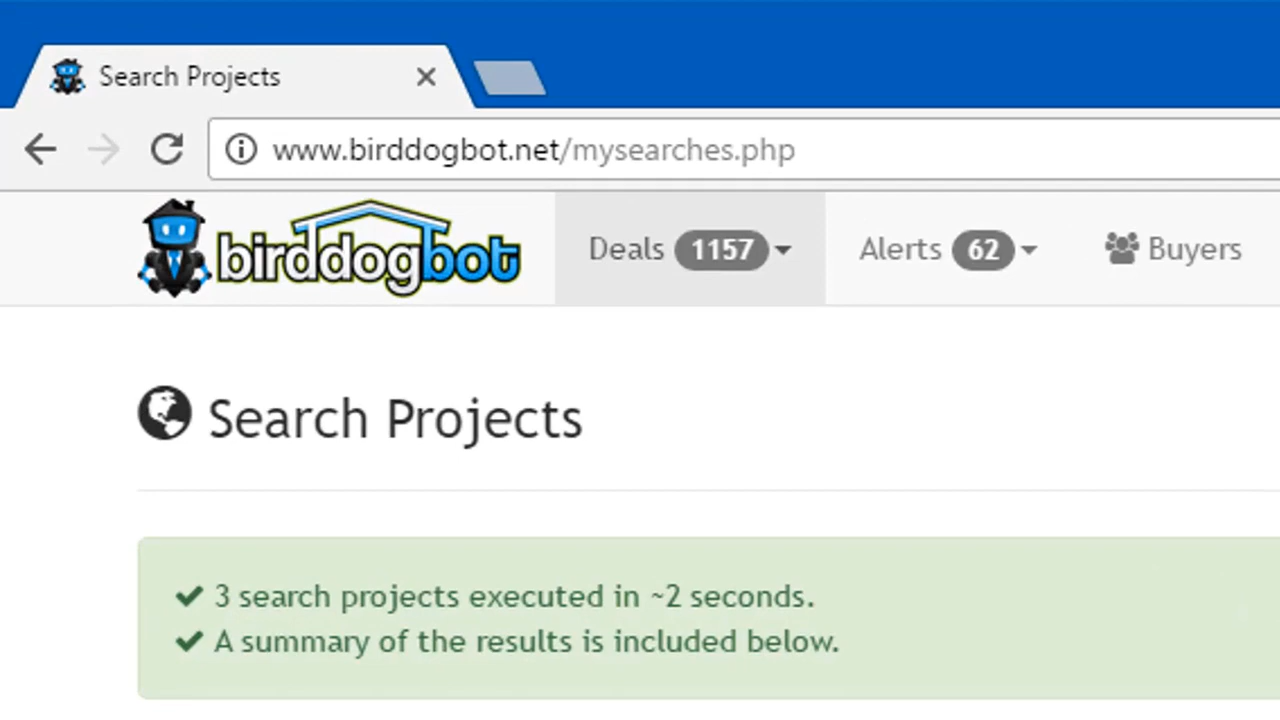 Search Projects
www.birddogbot.net/mysearches.php
birddogbot Deals 1157 Alerts 62 Buyers
Search Projects
3 search projects executed in ~2 seconds.
A summary of the results is included below.